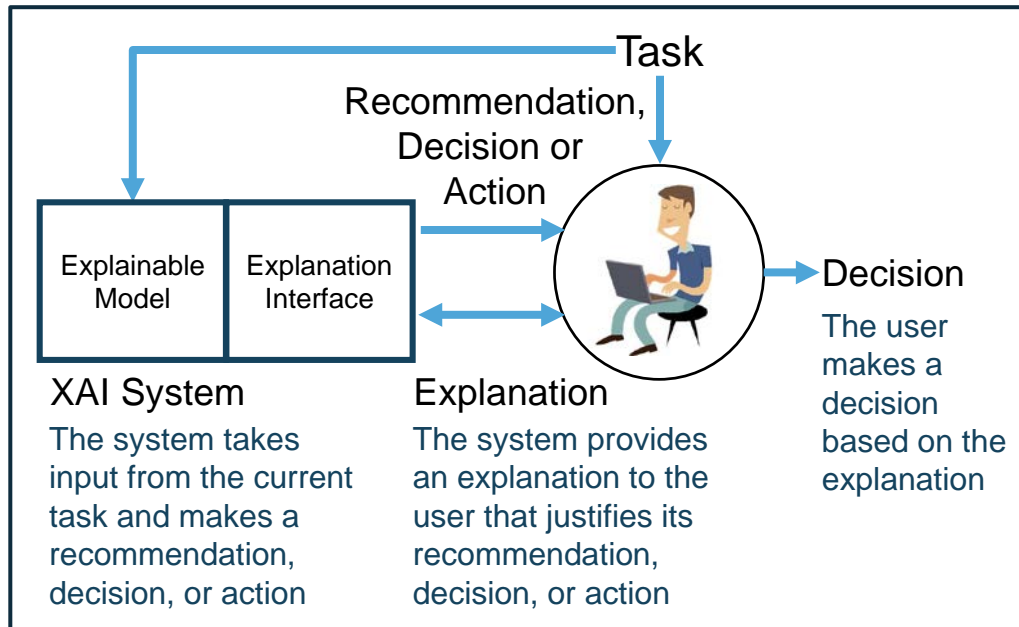 Task
Recommendation,
Decision or
Action
Explainable
Model
Explanation
Interface
Decision
The user
makes a
decision
based on the
explanation
XAI System
The system takes
input from the current
task and makes a
recommendation,
decision, or action
Explanation
The system provides
an explanation to the
user that justifies its
recommendation,
decision, or action